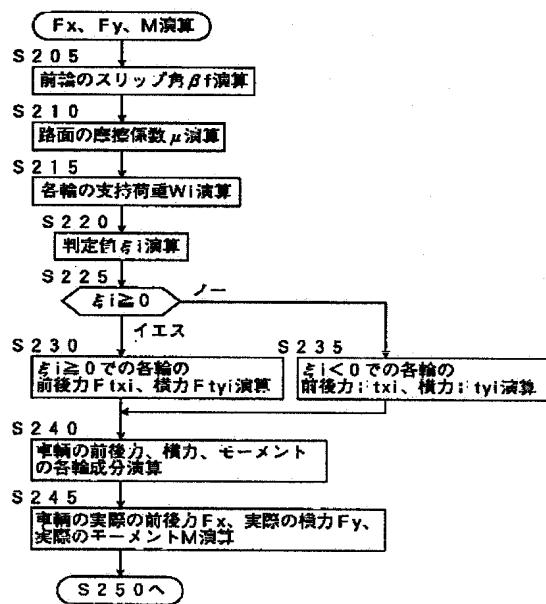 Fx、Fy、M演算
S205
前輪のスリップ角βf演算
S210
路面の摩擦係数μ演算
S215
各輪の支持荷重Wi演算
S220
判定値ξi演算
S225
ξi≧0
ノー
イエス
S230
ξi≧0での各輪の
前後力Ftxi、横力Ftyi演算
S235
ξi<0での各輪の
前後力 txi、横力 tyi演算
S240
車輌の前後力、横力、モーメント
の各輪成分演算
S245
車輌の実際の前後力Fx、実際の横力Fy、
実際のモーメントM演算
S250へ